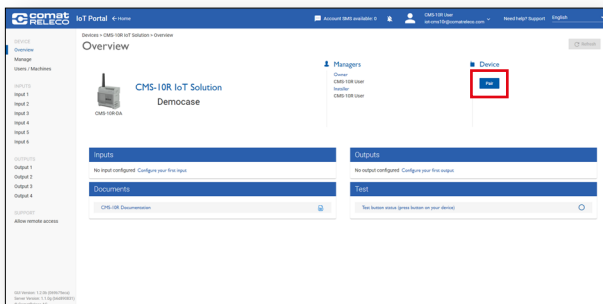 comat RELECO
IoT Portal
Home
Account SMS available: 0
CMS-10R User
Need help? Support
English
DEVICE
Overview
Manage
Users / Machines
INPUTS
Input 1
Input 2
Input 3
Input 4
Input 5
Input 6
OUTPUTS
Output 1
Output 2
Output 3
Output 4
SUPPORT
Allow remote access
Devices > CMS-10R IoT Solution > Overview
Overview
Refresh
CMS-10R-DA
CMS-10R IoT Solution
Democase
Managers
Owner
CMS-10R User
Installer
CMS-10R User
Device
Pair
Inputs
No input configured Configure your first input
Outputs
No output configured Configure your first output
Documents
CMS-10R Documentation
Test
Test button status (press button on your device)